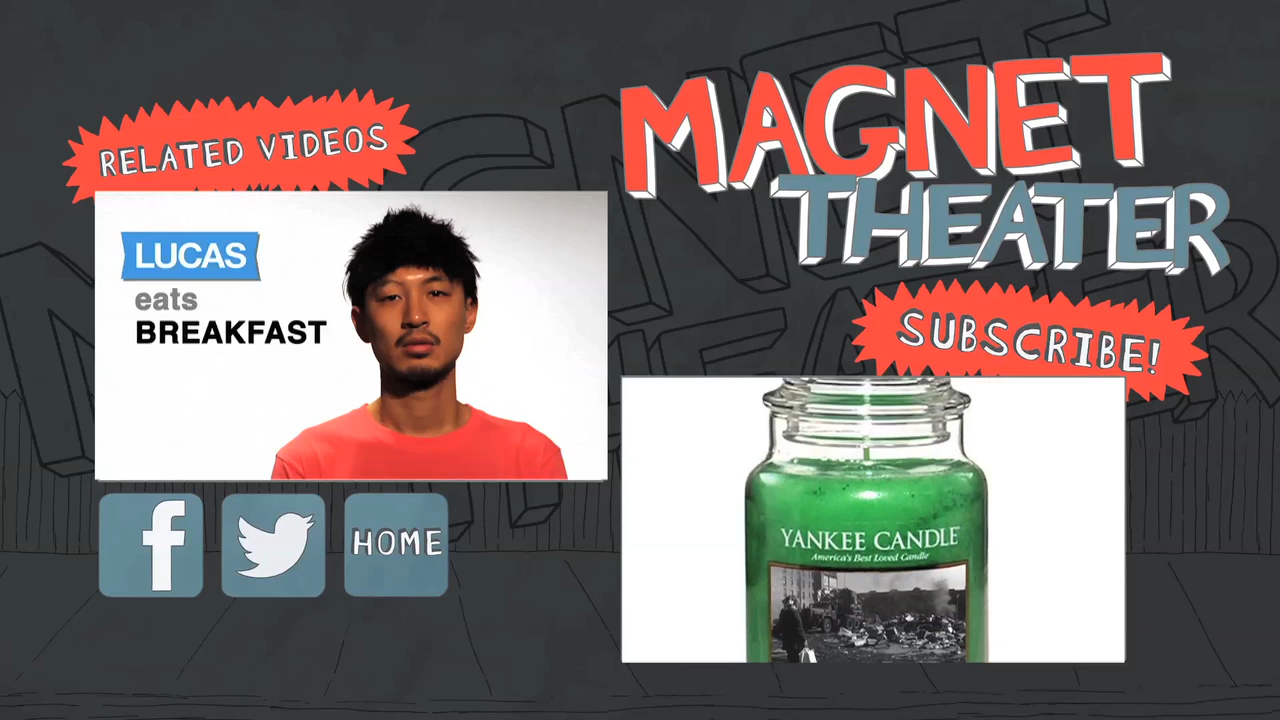 RELATED VIDEOS
LUCAS
eats
BREAKFAST
f
HOME
MAGNET
THEATER
SUBSCRIBE!
YANKEE CANDLE
America's Best Loved Candle